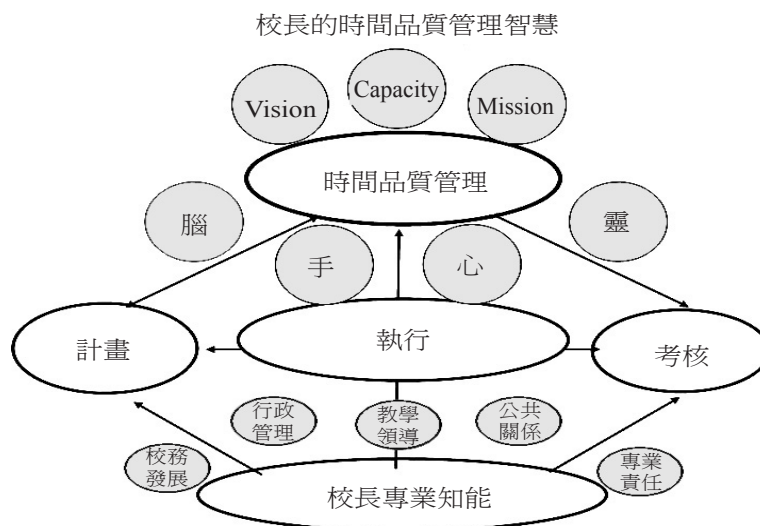 校長的時間品質管理智慧
Vision
Capacity
Mission
時間品質管理
腦
手
心
靈
計畫
執行
考核
行政
管理
教學
領導
公共
關係
校務
發展
專業
責任
校長專業知能